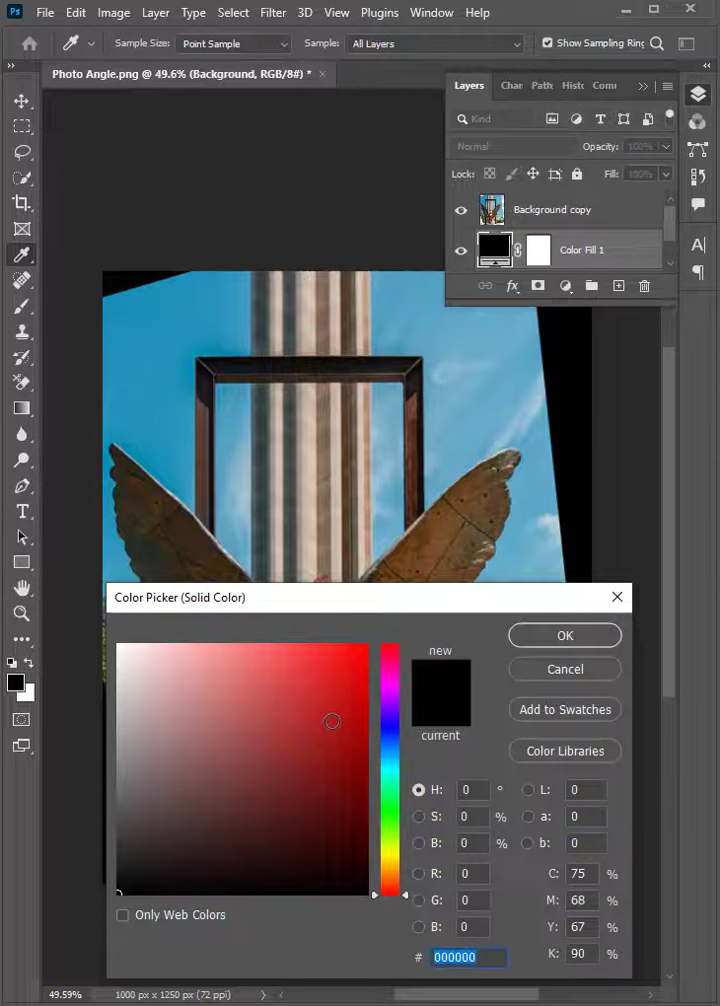 Ps File Edit Image Layer Type Select Filter 3D View Plugins Window Help
Sample Size: Point Sample Sample: All Layers Show Sampling Ring
Photo Angle.png @ 49.6% (Background, RGB/8#) *
Layers Char Path Histo Com
Kind
Normal Opacity: 100%
Lock: Fill: 100%
Background copy
Color Fill 1
fx
Color Picker (Solid Color)
new
current
OK
Cancel
Add to Swatches
Color Libraries
H: 0 ° L: 0
S: 0 % a: 0
B: 0 % b: 0
R: 0 C: 75 %
G: 0 M: 68 %
B: 0 Y: 67 %
# 000000 K: 90 %
Only Web Colors
49.59% 1000 px x 1250 px (72 ppi)